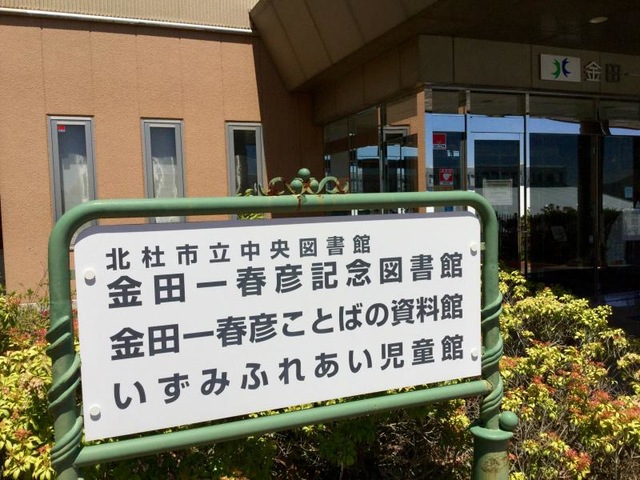 北杜市立中央図書館
金田一春彦記念図書館
金田一春彦ことばの資料館
いずみふれあい児童館
金田